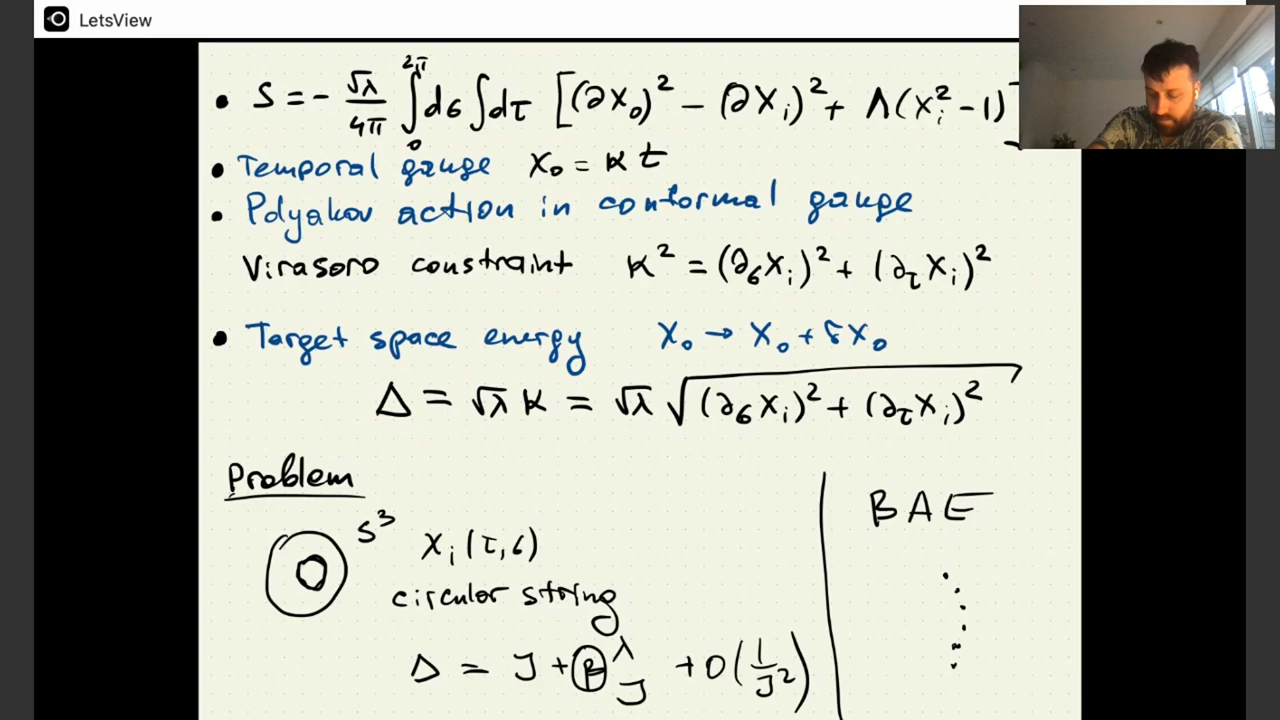 LetsView
• S = - √λ/4π ∫₀^2π dσ ∫dτ [(∂X₀)² - ∂Xᵢ)² + Λ(Xᵢ² - 1)
• Temporal gauge X₀ = κ t
• Polyakov action in conformal gauge
Virasoro constraint κ² = (∂σXᵢ)² + (∂τXᵢ)²
• Target space energy X₀ → X₀ + δX₀
Δ = √λ κ = √λ √((∂σXᵢ)² + (∂τXᵢ)²)
Problem
S³ Xᵢ(τ,σ)
circular string
Δ = J + β λ/J + O(1/J²)
BAE